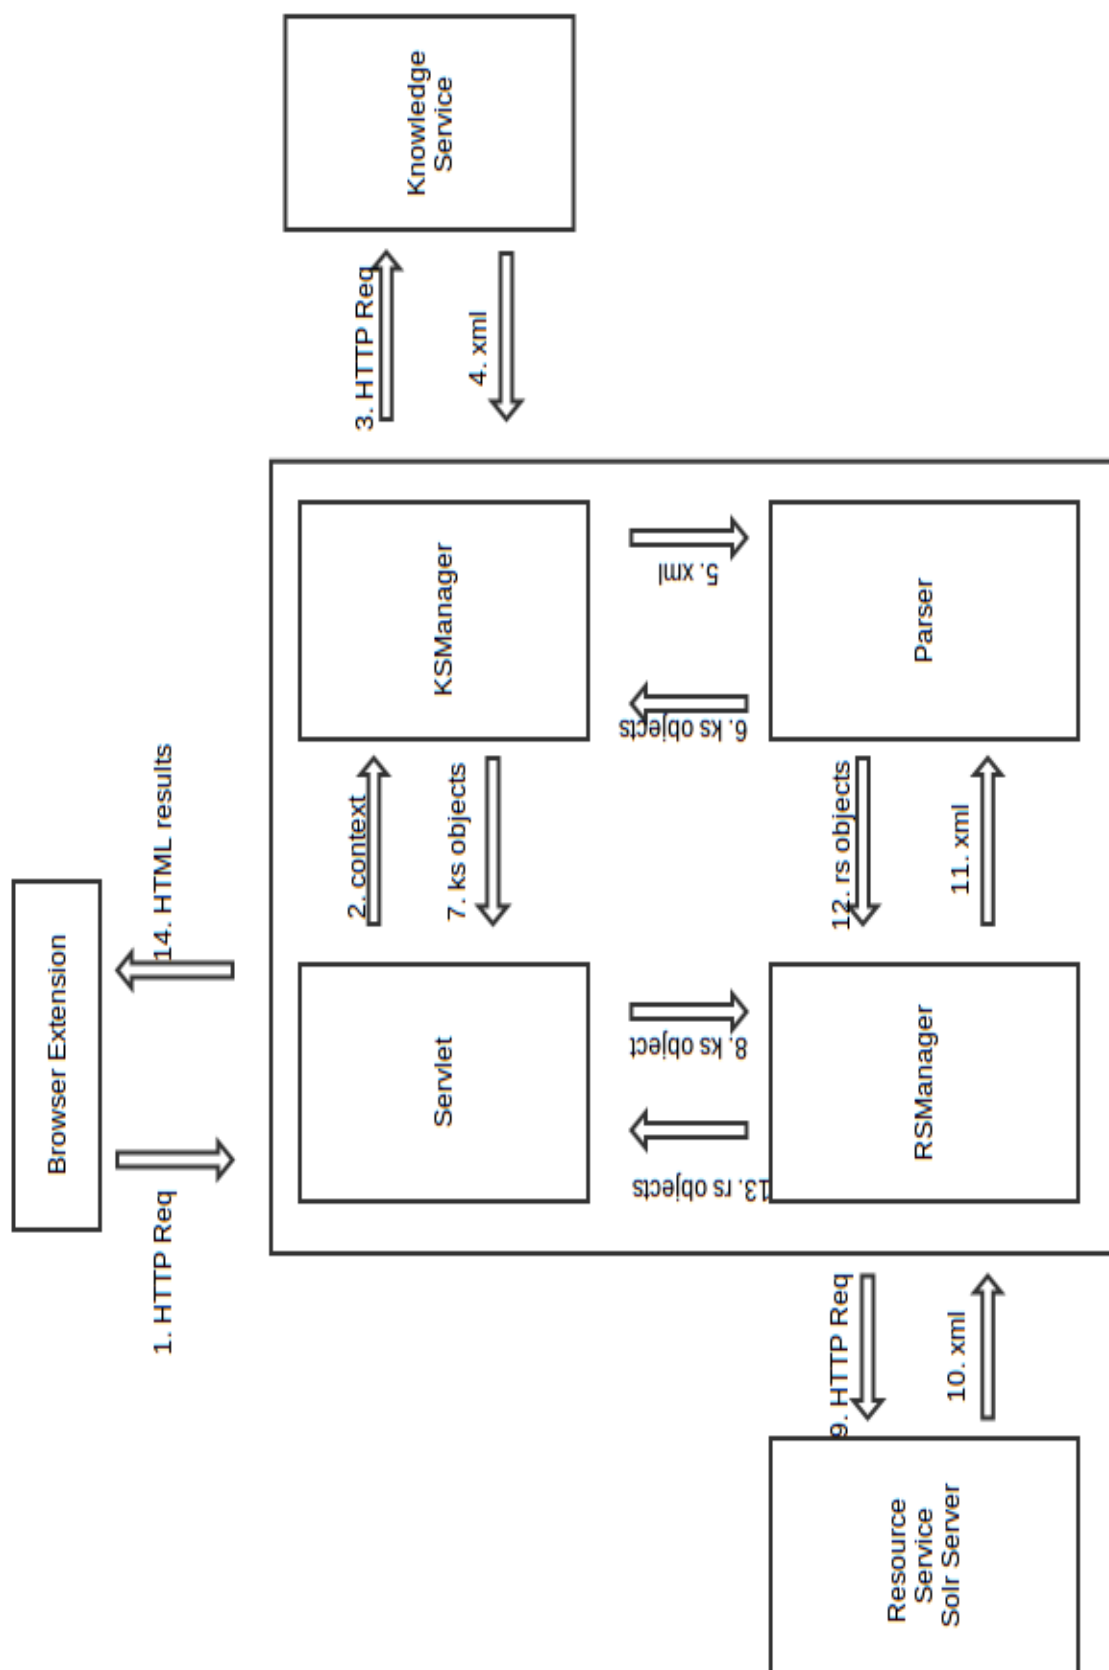 Browser Extension
1. HTTP Req
14. HTML results
Servlet
2. context
7. ks objects
KSManager
3. HTTP Req
4. xml
Knowledge
Service
13. rs objects
8. ks object
6. ks objects
5. xml
Resource
Service
Solr Server
9. HTTP Req
10. xml
RSManager
12. rs objects
11. xml
Parser